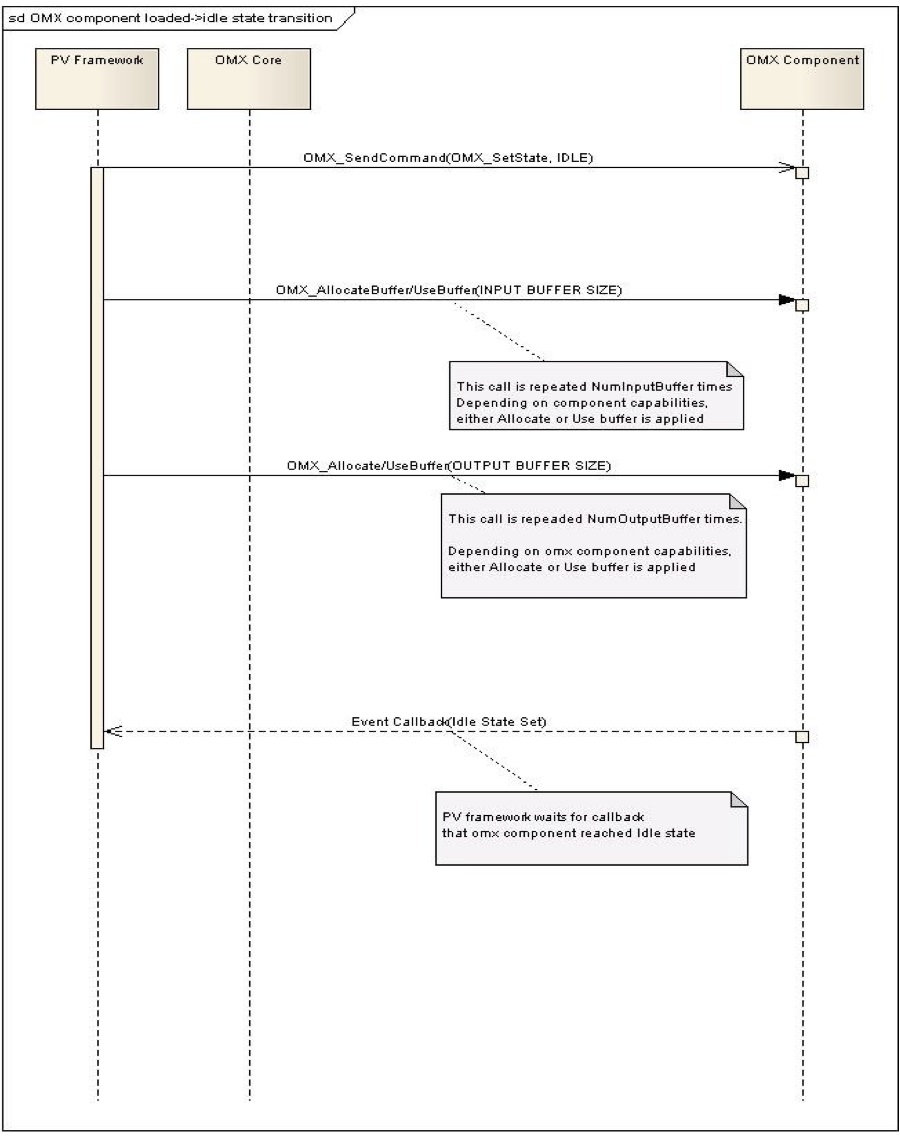 sd OMX component loaded->idle state transition
PV Framework
OMX Core
OMX Component
OMX_SendCommand(OMX_SetState, IDLE)
OMX_AllocateBuffer/UseBuffer(INPUT BUFFER SIZE)
This call is repeated NumInputBuffer times
Depending on component capabilities,
either Allocate or Use buffer is applied
OMX_Allocate/UseBuffer(OUTPUT BUFFER SIZE)
This call is repeaded NumOutputBuffer times.
Depending on omx component capabilities,
either Allocate or Use buffer is applied
Event Callback(Idle State Set)
PV framework waits for callback
that omx component reached Idle state